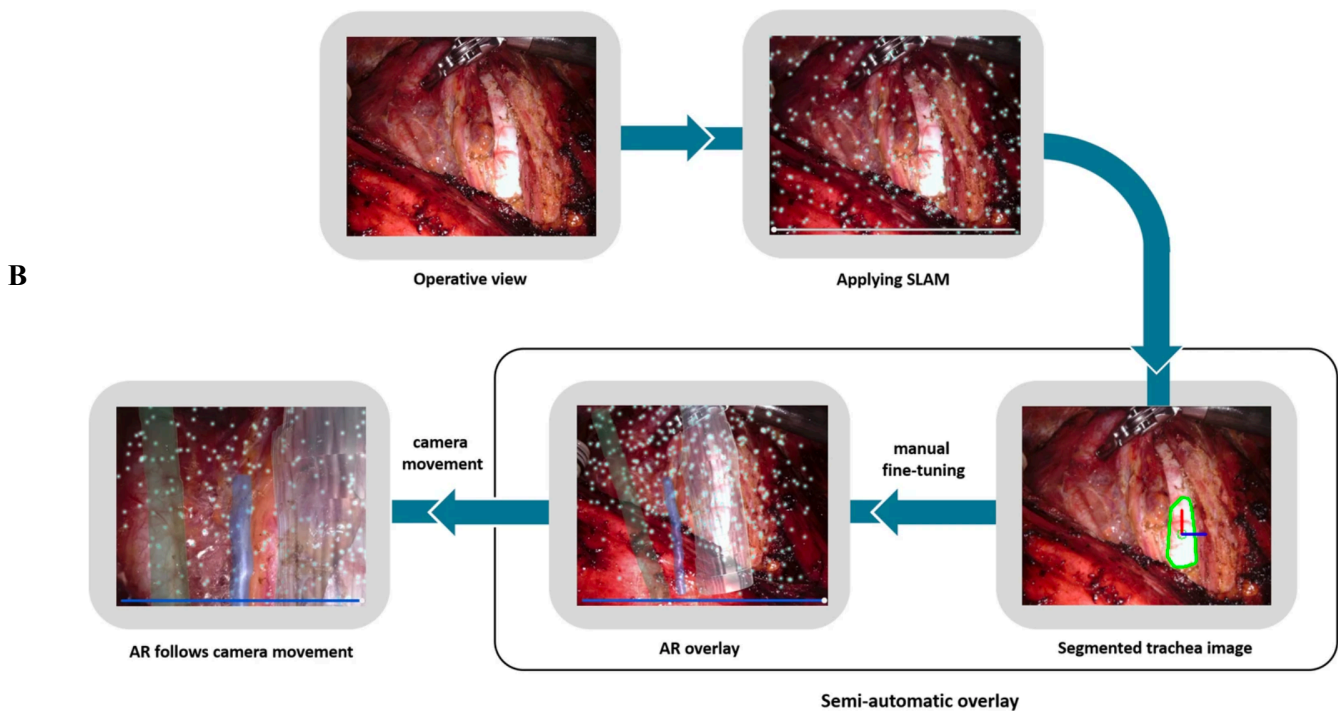 Operative view
Applying SLAM
B
camera
movement
manual
fine-tuning
AR follows camera movement
AR overlay
Segmented trachea image
Semi-automatic overlay